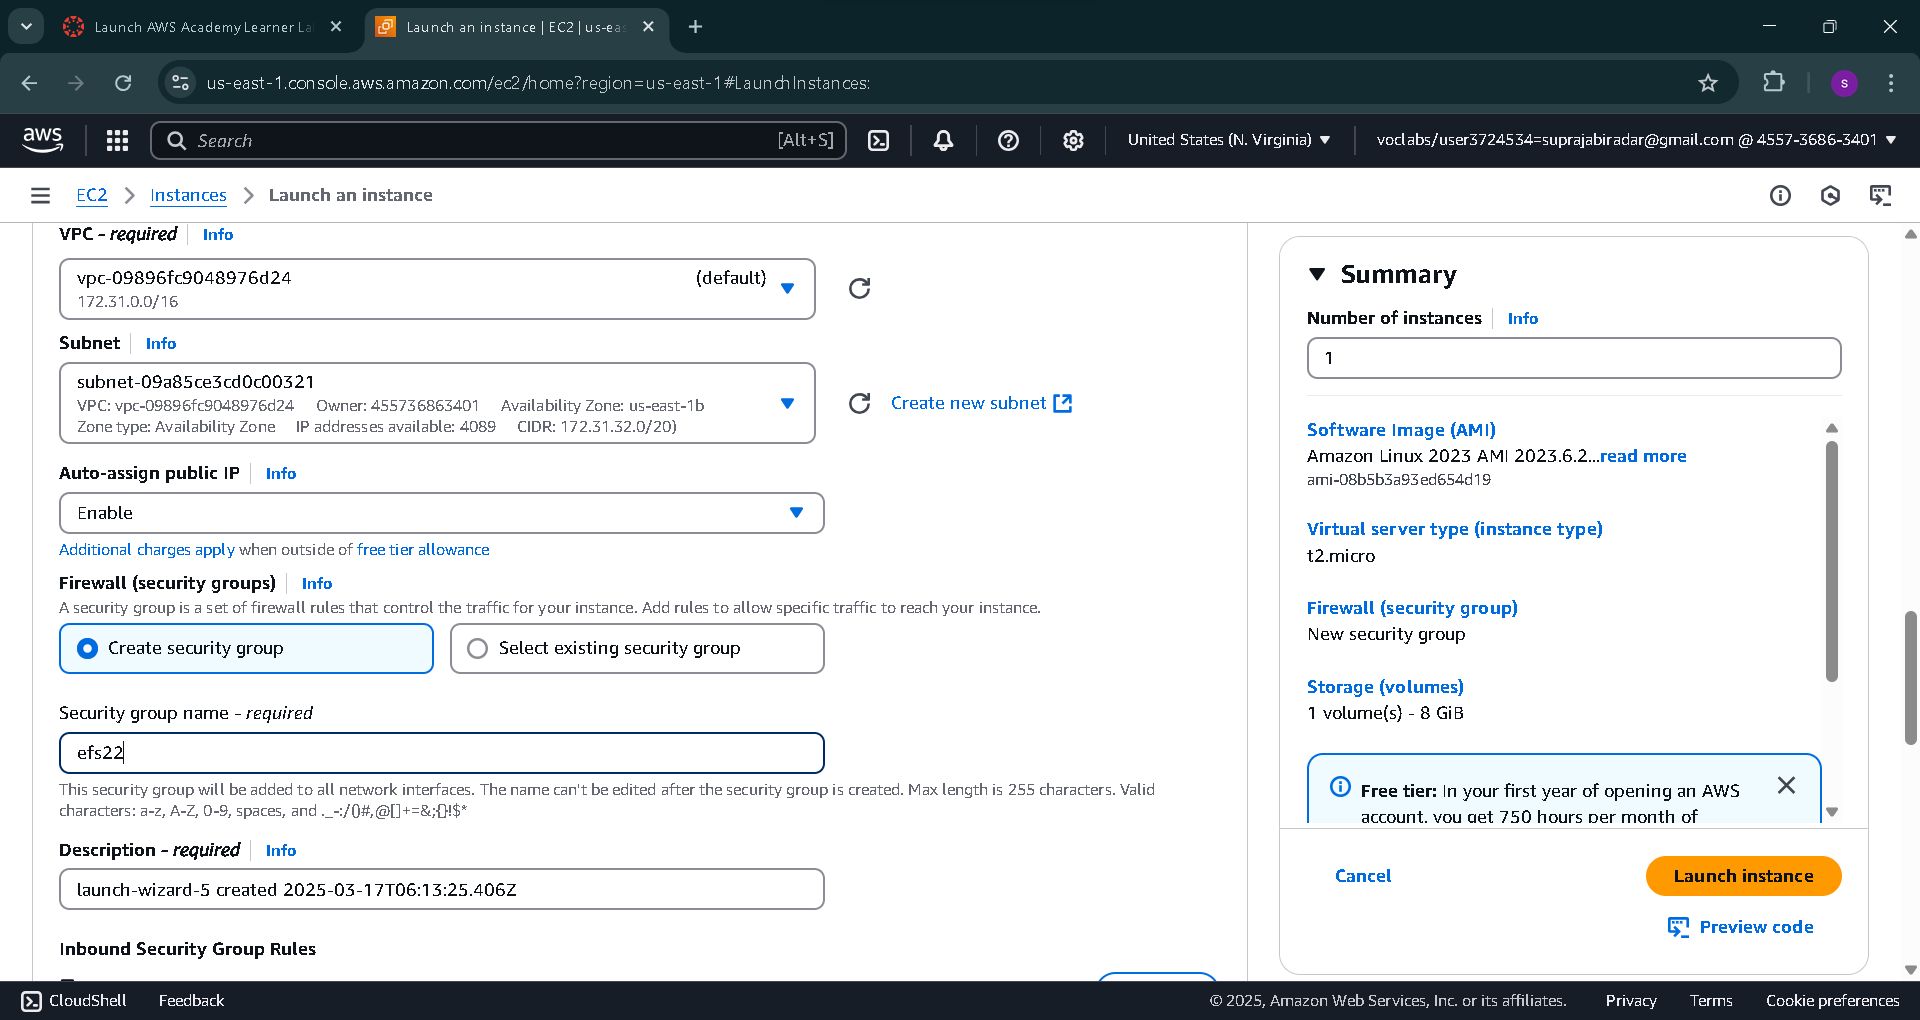 Launch AWS Academy Learner La
Launch an instance | EC2 | us-eas
us-east-1.console.aws.amazon.com/ec2/home?region=us-east-1#LaunchInstances:
S
aws
Search
[Alt+S]
United States (N. Virginia)
voclabs/user3724534=suprajabiradar@gmail.com @ 4557-3686-3401
EC2
Instances
Launch an instance
VPC - required
Info
vpc-09896fc9048976d24
(default)
172.31.0.0/16
Subnet
Info
subnet-09a85ce3cd0c00321
VPC: vpc-09896fc9048976d24 Owner: 455736863401 Availability Zone: us-east-1b
Zone type: Availability Zone IP addresses available: 4089 CIDR: 172.31.32.0/20)
Create new subnet
Auto-assign public IP
Info
Enable
Additional charges apply when outside of free tier allowance
Firewall (security groups)
Info
A security group is a set of firewall rules that control the traffic for your instance. Add rules to allow specific traffic to reach your instance.
Create security group
Select existing security group
Security group name - required
efs22
This security group will be added to all network interfaces. The name can't be edited after the security group is created. Max length is 255 characters. Valid
characters: a-z, A-Z, 0-9, spaces, and ._-:/()#,@[]+=&;{}!$*
Description - required
Info
launch-wizard-5 created 2025-03-17T06:13:25.406Z
Inbound Security Group Rules
Summary
Number of instances
Info
1
Software Image (AMI)
Amazon Linux 2023 AMI 2023.6.2...read more
ami-08b5b3a93ed654d19
Virtual server type (instance type)
t2.micro
Firewall (security group)
New security group
Storage (volumes)
1 volume(s) - 8 GiB
Free tier: In your first year of opening an AWS
account, you get 750 hours per month of
Cancel
Launch instance
Preview code
CloudShell
Feedback
© 2025, Amazon Web Services, Inc. or its affiliates.
Privacy
Terms
Cookie preferences